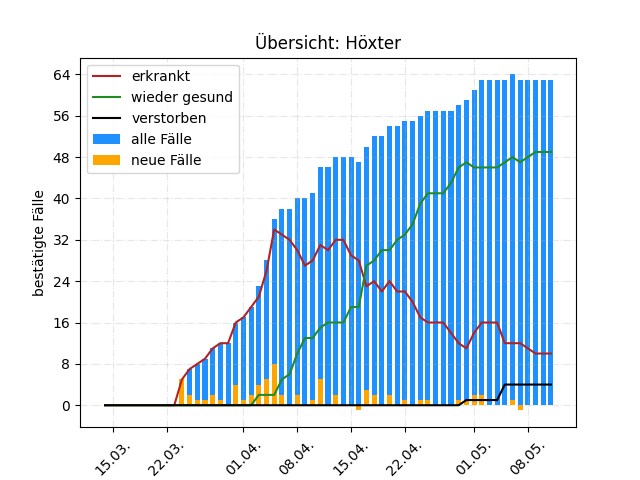 Übersicht: Höxter
erkrankt
wieder gesund
verstorben
alle Fälle
neue Fälle
bestätigte Fälle
64
56
48
40
32
24
16
8
0
15.03.
22.03.
01.04.
08.04.
15.04.
22.04.
01.05.
08.05.